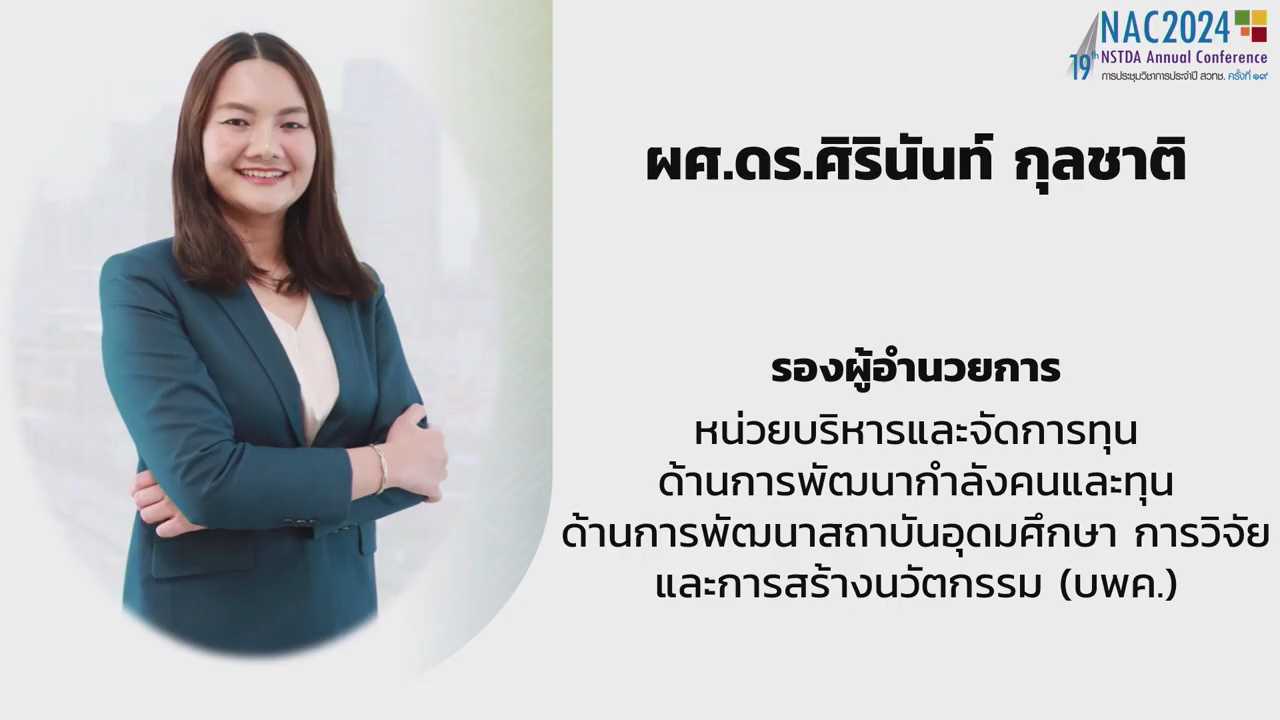 NAC2024
19th NSTDA Annual Conference
การประชุมวิชาการประจำปี สวทช. ครั้งที่ ๑๙
ผศ.ดร.ศิรินันท์ กุลชาติ
รองผู้อำนวยการ
หน่วยบริหารและจัดการทุน
ด้านการพัฒนากำลังคนและทุน
ด้านการพัฒนาสถาบันอุดมศึกษา การวิจัย
และการสร้างนวัตกรรม (บพค.)